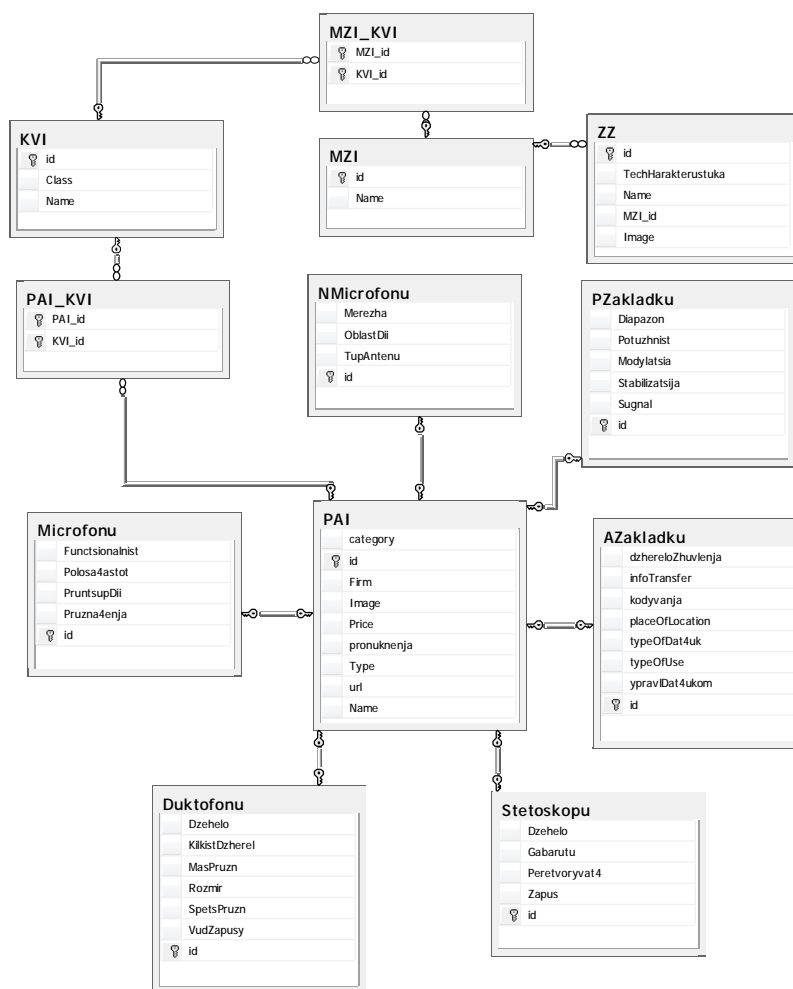 MZI_KVI
MZI_id
KVI_id
KVI
id
Class
Name
MZI
id
Name
ZZ
id
TechHarakterustuka
Name
MZI_id
Image
PAI_KVI
PAI_id
KVI_id
NMicrofonu
Merezha
OblastDii
TupAntenu
id
PZakladku
Diapazon
Potuzhnist
Modylatsia
Stabilizatsija
Sugnal
id
Microfonu
Functsionalnist
Polosa4astot
PruntsupDii
Pruzna4enja
id
PAI
category
id
Firm
Image
Price
pronuknenja
Type
url
Name
AZakladku
dzhereloZhuvlenja
infoTransfer
kodyvanja
placeOfLocation
typeOfDat4uk
typeOfUse
ypravlDat4ukom
id
Duktofonu
Dzehelo
KilkistDzherel
MasPruzn
Rozmir
SpetsPruzn
VudZapusy
id
Stetoskopu
Dzehelo
Gabarutu
Peretvoryvat4
Zapus
id